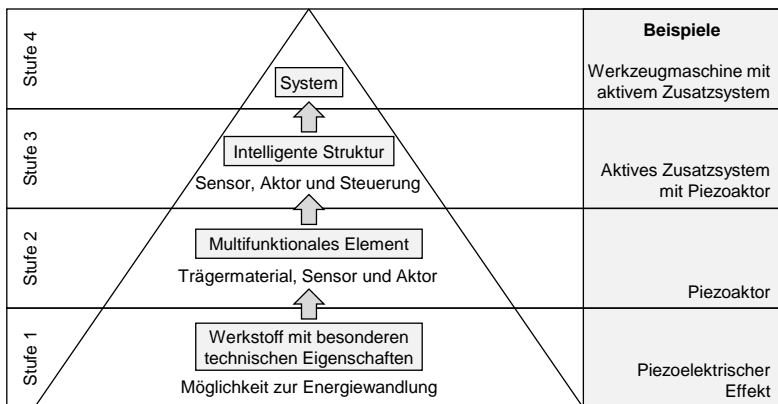 Stufe 4
System
Beispiele
Werkzeugmaschine mit
aktivem Zusatzsystem
Stufe 3
Intelligente Struktur
Sensor, Aktor und Steuerung
Aktives Zusatzsystem
mit Piezoaktor
Stufe 2
Multifunktionales Element
Trägermaterial, Sensor und Aktor
Piezoaktor
Stufe 1
Werkstoff mit besonderen
technischen Eigenschaften
Möglichkeit zur Energiewandlung
Piezoelektrischer
Effekt